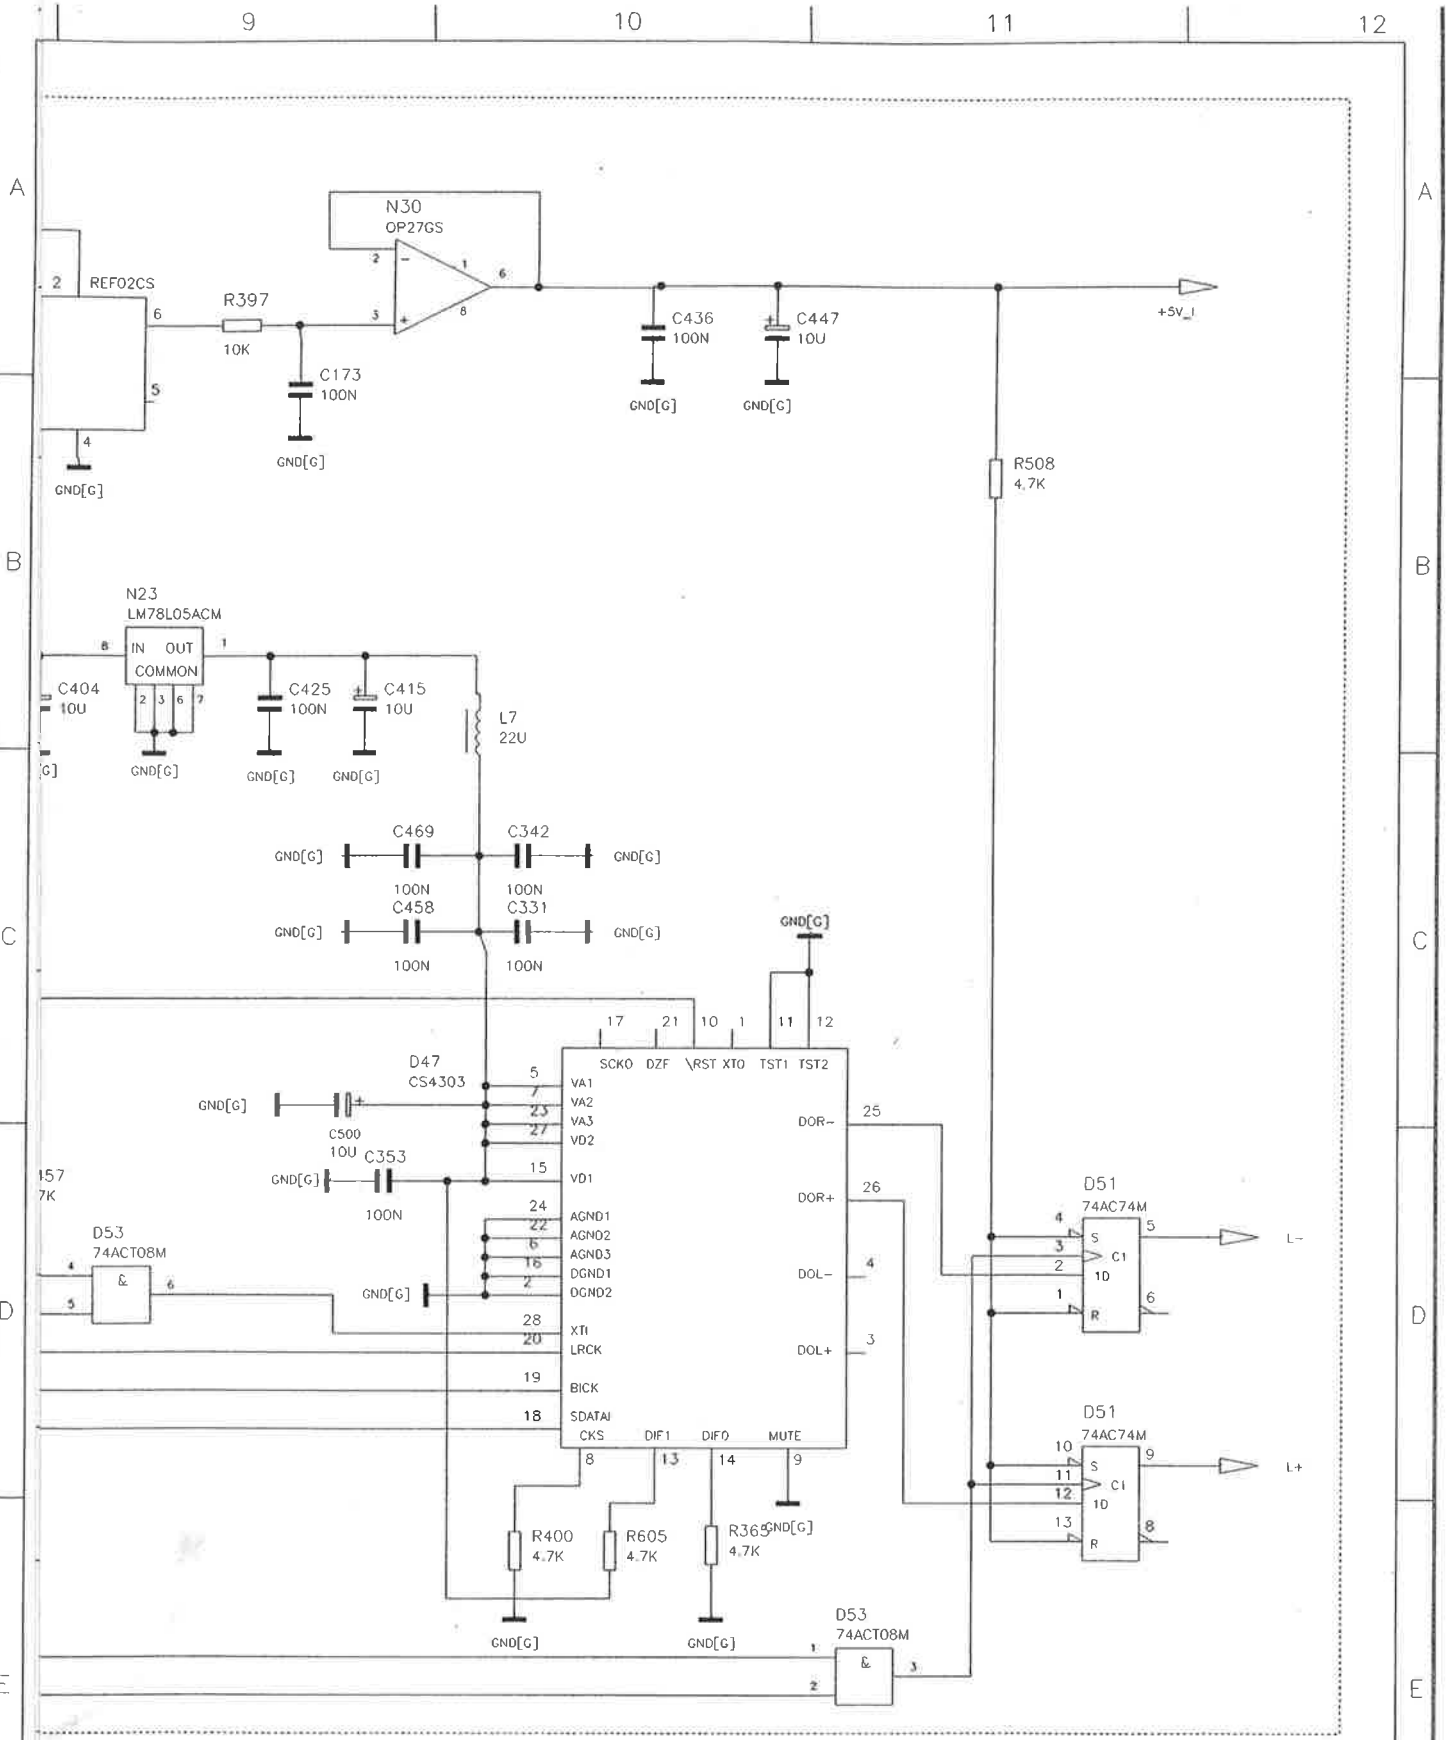 9 10 11 12
A A
N30
OP27GS
2 - 1 6
2 REF02CS
6 R397 3 + 8
10K
C436
100N
+ C447
10U
+5V_I
C173
100N
5
4
GND[G] GND[G]
GND[G]
GND[G]
R508
4.7K
B B
N23
LM78L05ACM
8 IN OUT 1
COMMON
2 3 6 7
C404
10U
C425
100N
+ C415
10U
L7
22U
G] GND[G] GND[G] GND[G]
C469 C342
GND[G] GND[G]
100N 100N
C458 C331
GND[G] GND[G]
100N 100N
C C
GND[G]
17 21 10 1 11 12
D47
CS4303
SCKO DZF \RST XTO TST1 TST2
5 VA1
7 VA2
23 VA3
27 VD2
15 VD1
GND[G] +
C500
10U
C353
GND[G]
100N
DOR- 25
DOR+ 26
457
7K
24 AGND1
22 AGND2
6 AGND3
16 DGND1
2 DGND2
GND[G]
D53
74ACT08M
4 & 6
5
28 XTI
20 LRCK
19 BICK
18 SDATAI
DOL- 4
DOL+ 3
D51
74AC74M
4 S 5 L-
3 C1
2 1D
1 R 6
D D
CKS DIF1 DIF0 MUTE
8 13 14 9
D51
74AC74M
10 S 9 L+
11 C1
12 1D
13 R 8
R400
4.7K
R605
4.7K
R365
4.7K
GND[G]
GND[G] GND[G]
D53
74ACT08M
1 & 3
2
E E